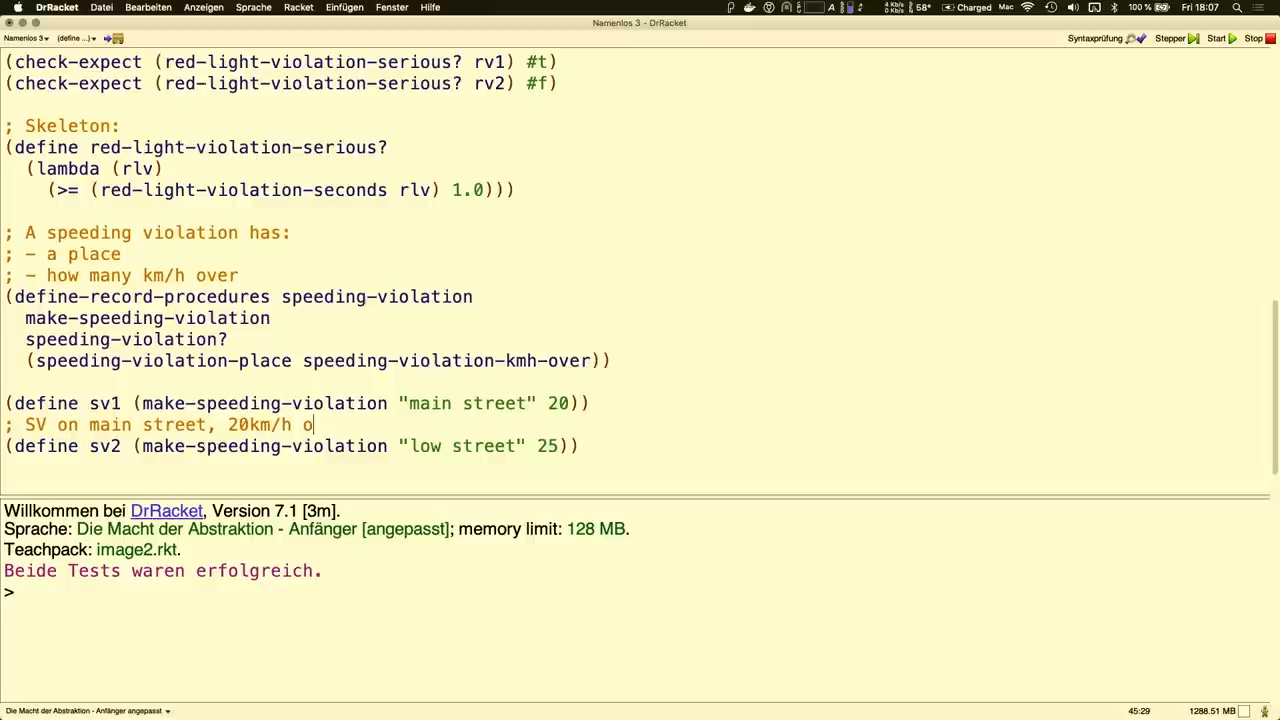 DrRacket Datei Bearbeiten Anzeigen Sprache Racket Einfügen Fenster Hilfe 4 Kb/s 8 Kb/s 58° Charged Mac 100 % Fri 18:07
Namenlos 3 - DrRacket
Namenlos 3 (define ...) Syntaxprüfung Stepper Start Stop
(check-expect (red-light-violation-serious? rv1) #t)
(check-expect (red-light-violation-serious? rv2) #f)
; Skeleton:
(define red-light-violation-serious?
(lambda (rlv)
(>= (red-light-violation-seconds rlv) 1.0)))
; A speeding violation has:
; - a place
; - how many km/h over
(define-record-procedures speeding-violation
make-speeding-violation
speeding-violation?
(speeding-violation-place speeding-violation-kmh-over))
(define sv1 (make-speeding-violation "main street" 20))
; SV on main street, 20km/h o
(define sv2 (make-speeding-violation "low street" 25))
Willkommen bei DrRacket, Version 7.1 [3m].
Sprache: Die Macht der Abstraktion - Anfänger [angepasst]; memory limit: 128 MB.
Teachpack: image2.rkt.
Beide Tests waren erfolgreich.
>
Die Macht der Abstraktion - Anfänger angepasst 45:29 1288.51 MB